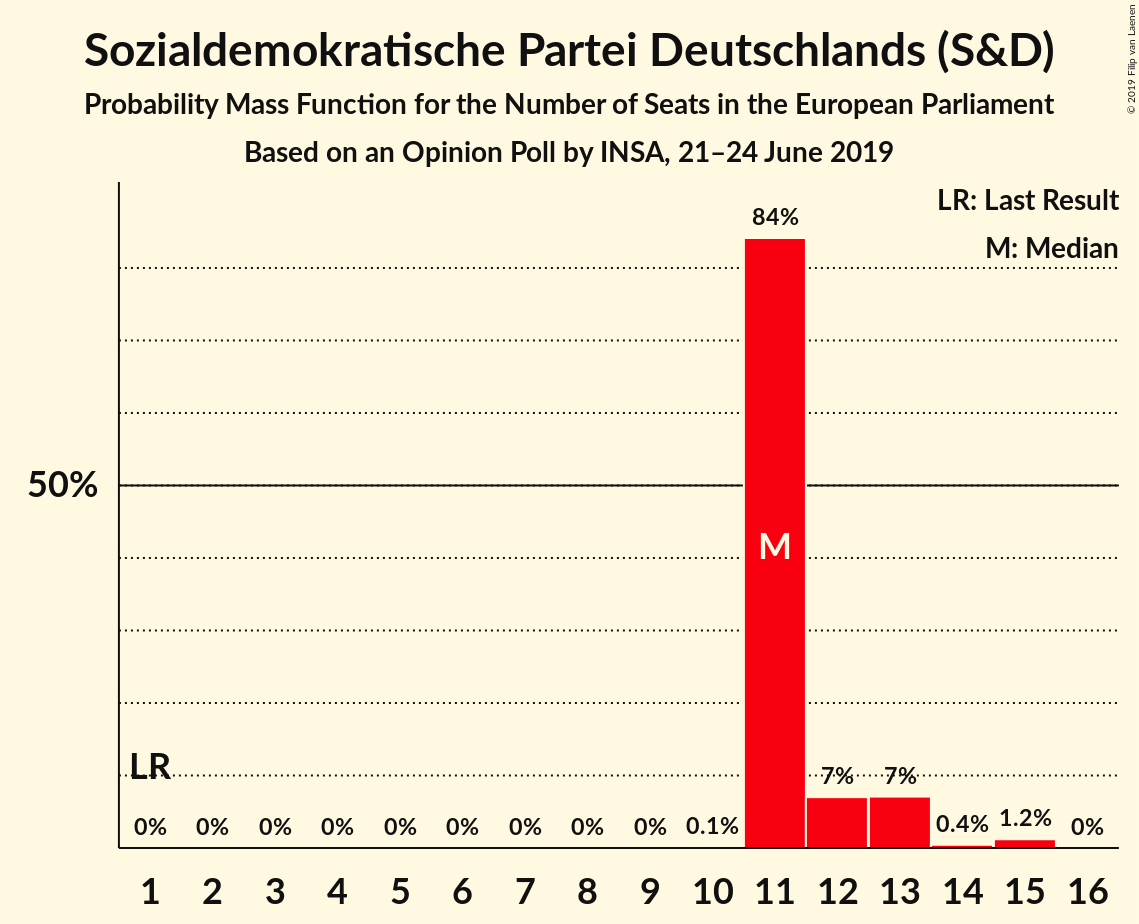 Sozialdemokratische Partei Deutschlands (S&D)
Probability Mass Function for the Number of Seats in the European Parliament
Based on an Opinion Poll by INSA, 21–24 June 2019
© 2019 Filip van Laenen
LR: Last Result
M: Median
84%
50%
M
LR
0% 0% 0% 0% 0% 0% 0% 0% 0% 0.1% 7% 7% 0.4% 1.2% 0%
1 2 3 4 5 6 7 8 9 10 11 12 13 14 15 16